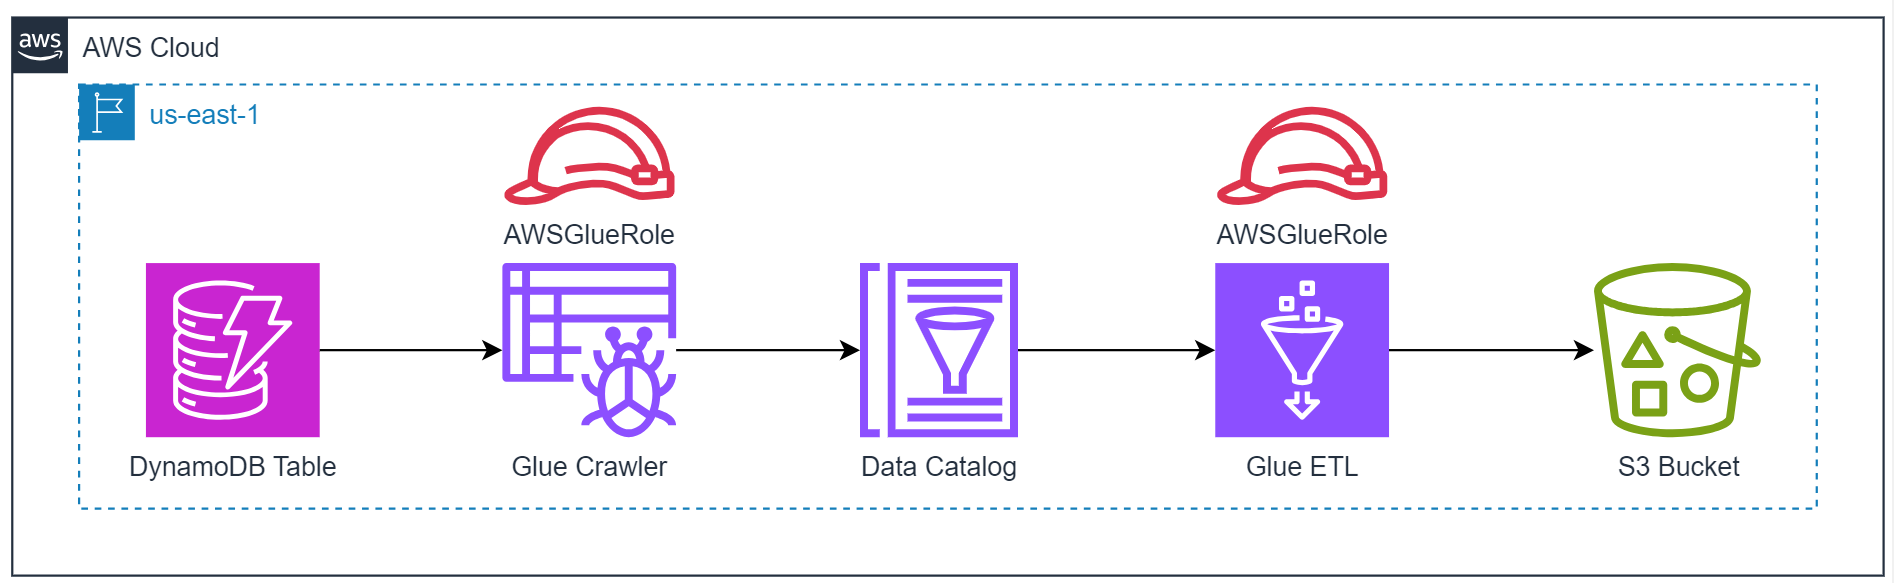 aws
AWS Cloud
us-east-1
AWSGlueRole
AWSGlueRole
DynamoDB Table
Glue Crawler
Data Catalog
Glue ETL
S3 Bucket